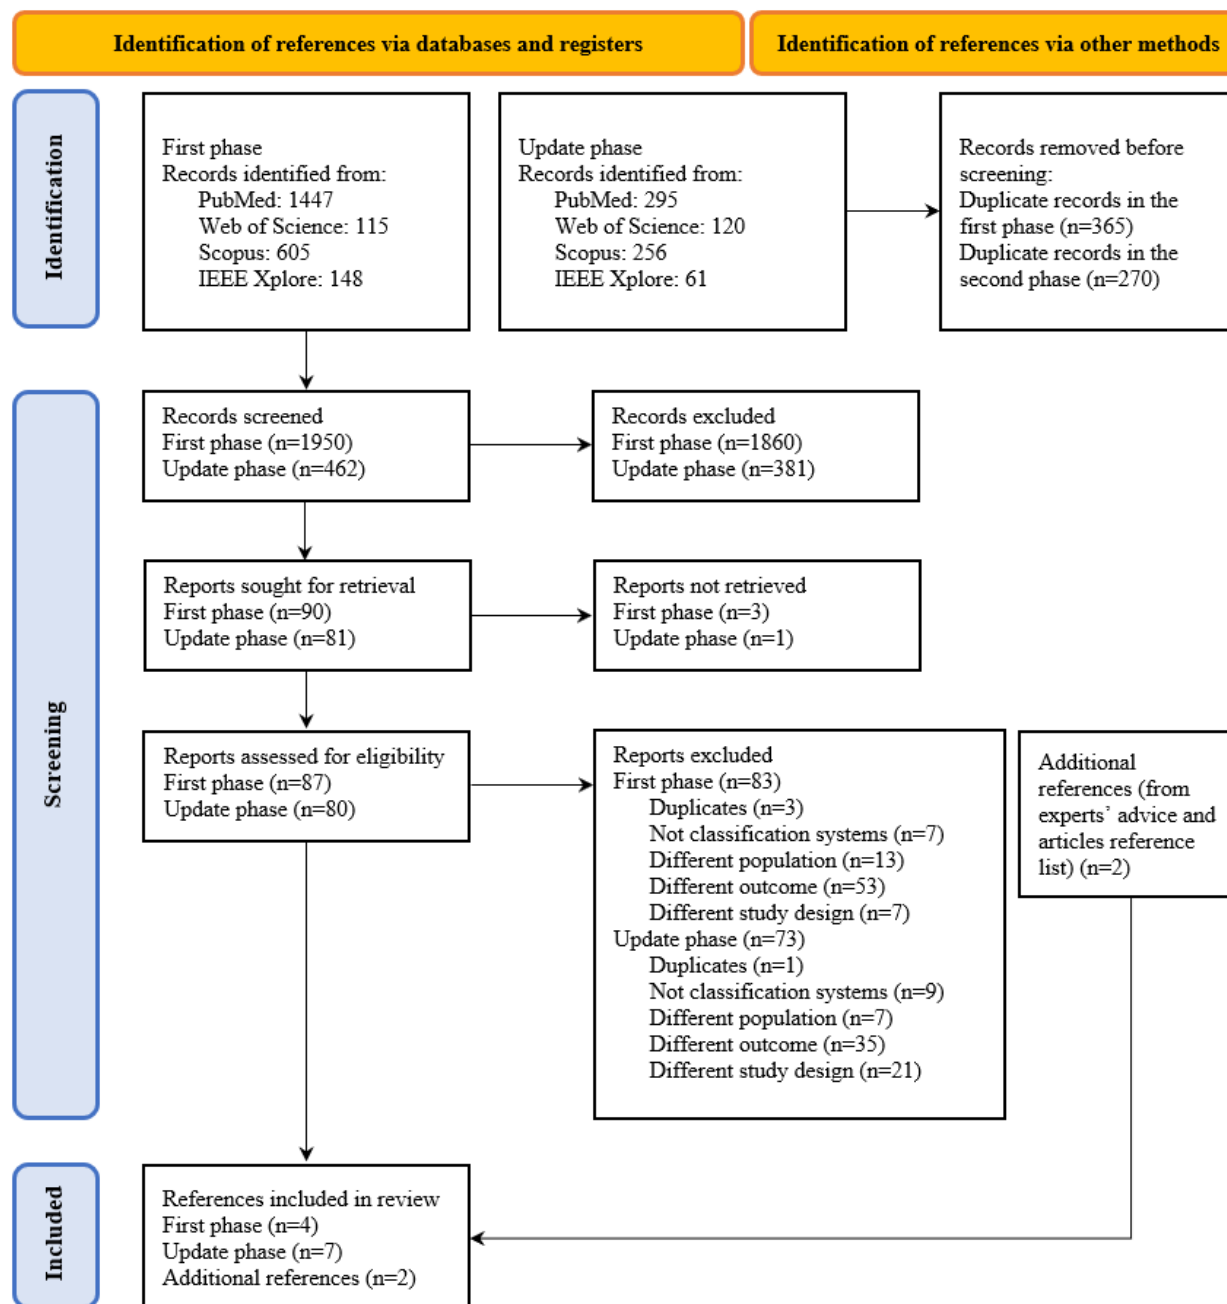 Identification of references via databases and registers
Identification of references via other methods
Identification
First phase
Records identified from:
PubMed: 1447
Web of Science: 115
Scopus: 605
IEEE Xplore: 148
Update phase
Records identified from:
PubMed: 295
Web of Science: 120
Scopus: 256
IEEE Xplore: 61
Records removed before
screening:
Duplicate records in the
first phase (n=365)
Duplicate records in the
second phase (n=270)
Screening
Records screened
First phase (n=1950)
Update phase (n=462)
Records excluded
First phase (n=1860)
Update phase (n=381)
Reports sought for retrieval
First phase (n=90)
Update phase (n=81)
Reports not retrieved
First phase (n=3)
Update phase (n=1)
Reports assessed for eligibility
First phase (n=87)
Update phase (n=80)
Reports excluded
First phase (n=83)
Duplicates (n=3)
Not classification systems (n=7)
Different population (n=13)
Different outcome (n=53)
Different study design (n=7)
Update phase (n=73)
Duplicates (n=1)
Not classification systems (n=9)
Different population (n=7)
Different outcome (n=35)
Different study design (n=21)
Additional
references (from
experts’ advice and
articles reference
list) (n=2)
Included
References included in review
First phase (n=4)
Update phase (n=7)
Additional references (n=2)